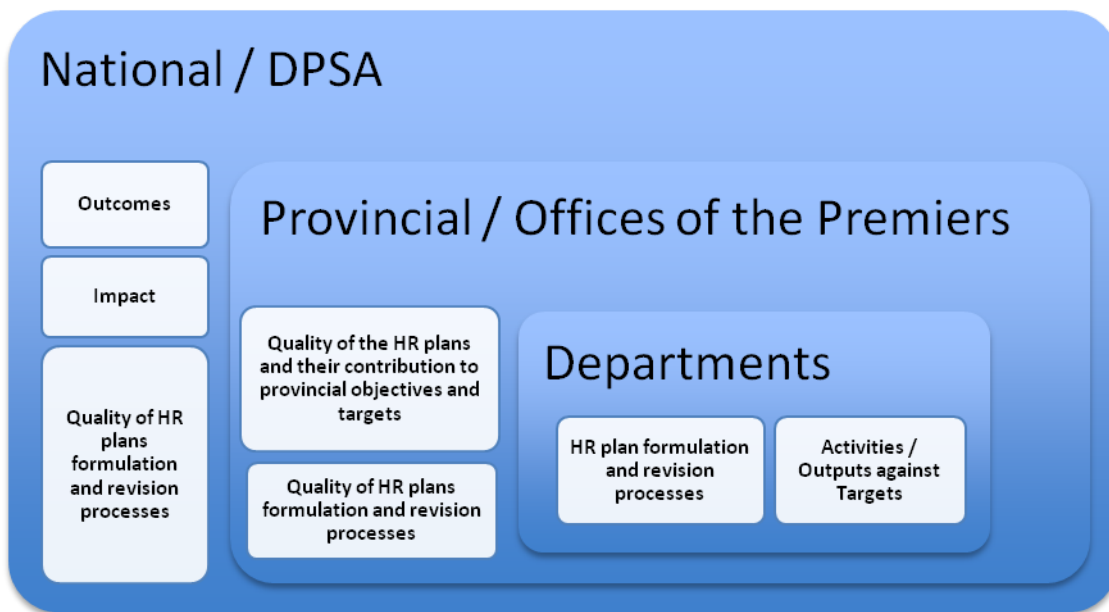 National / DPSA
Outcomes
Impact
Quality of HR
plans
formulation
and revision
processes
Provincial / Offices of the Premiers
Quality of the HR plans
and their contribution to
provincial objectives and
targets
Quality of HR plans
formulation and revision
processes
Departments
HR plan formulation
and revision
processes
Activities /
Outputs against
Targets